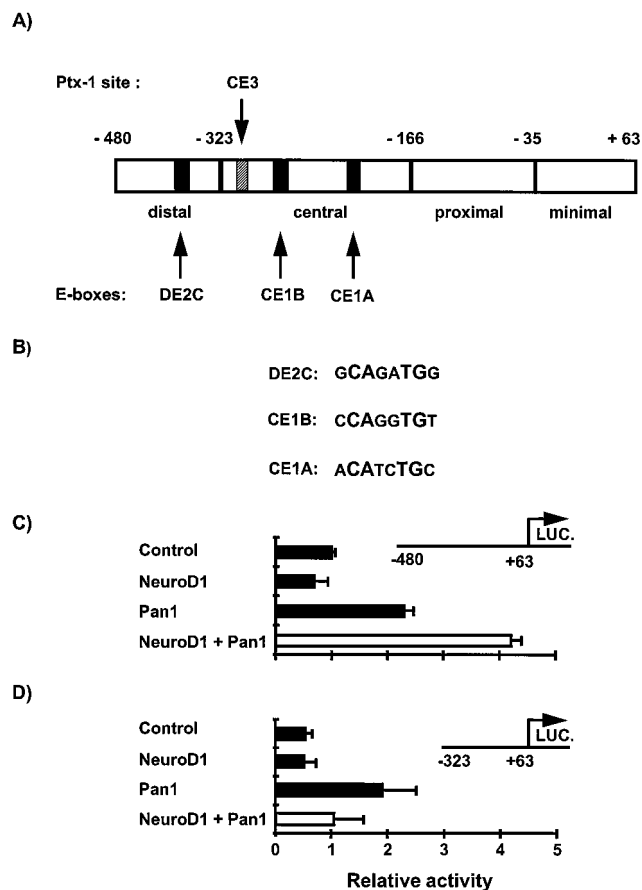 A)
Ptx-1 site : CE3
- 480 - 323 - 166 - 35 + 63
distal central proximal minimal
E-boxes: DE2C CE1B CE1A
B)
DE2C: GCAGATGG
CE1B: CCAGGTGT
CE1A: ACATCTGC
C)
Control
NeuroD1
Pan1
NeuroD1 + Pan1
LUC.
-480 +63
D)
Control
NeuroD1
Pan1
NeuroD1 + Pan1
LUC.
-323 +63
0 1 2 3 4 5
Relative activity